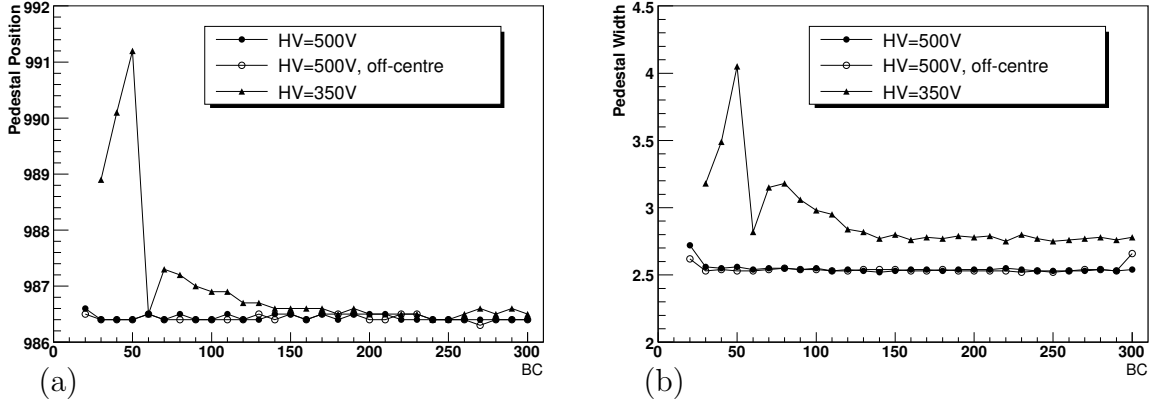 Pedestal Position
992
991
990
989
988
987
986
0 50 100 150 200 250 300
BC
HV=500V
HV=500V, off-centre
HV=350V
(a)
Pedestal Width
4.5
4
3.5
3
2.5
2
0 50 100 150 200 250 300
BC
HV=500V
HV=500V, off-centre
HV=350V
(b)